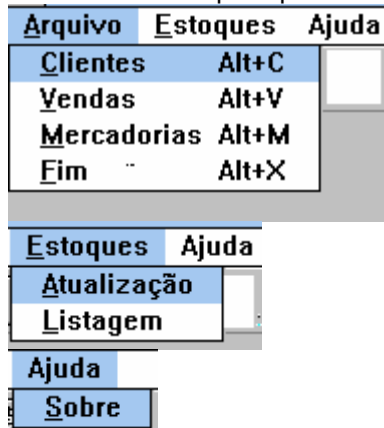 Arquivo Estoques Ajuda
Clientes Alt+C
Vendas Alt+V
Mercadorias Alt+M
Fim Alt+X
Estoques Ajuda
Atualização
Listagem
Ajuda
Sobre